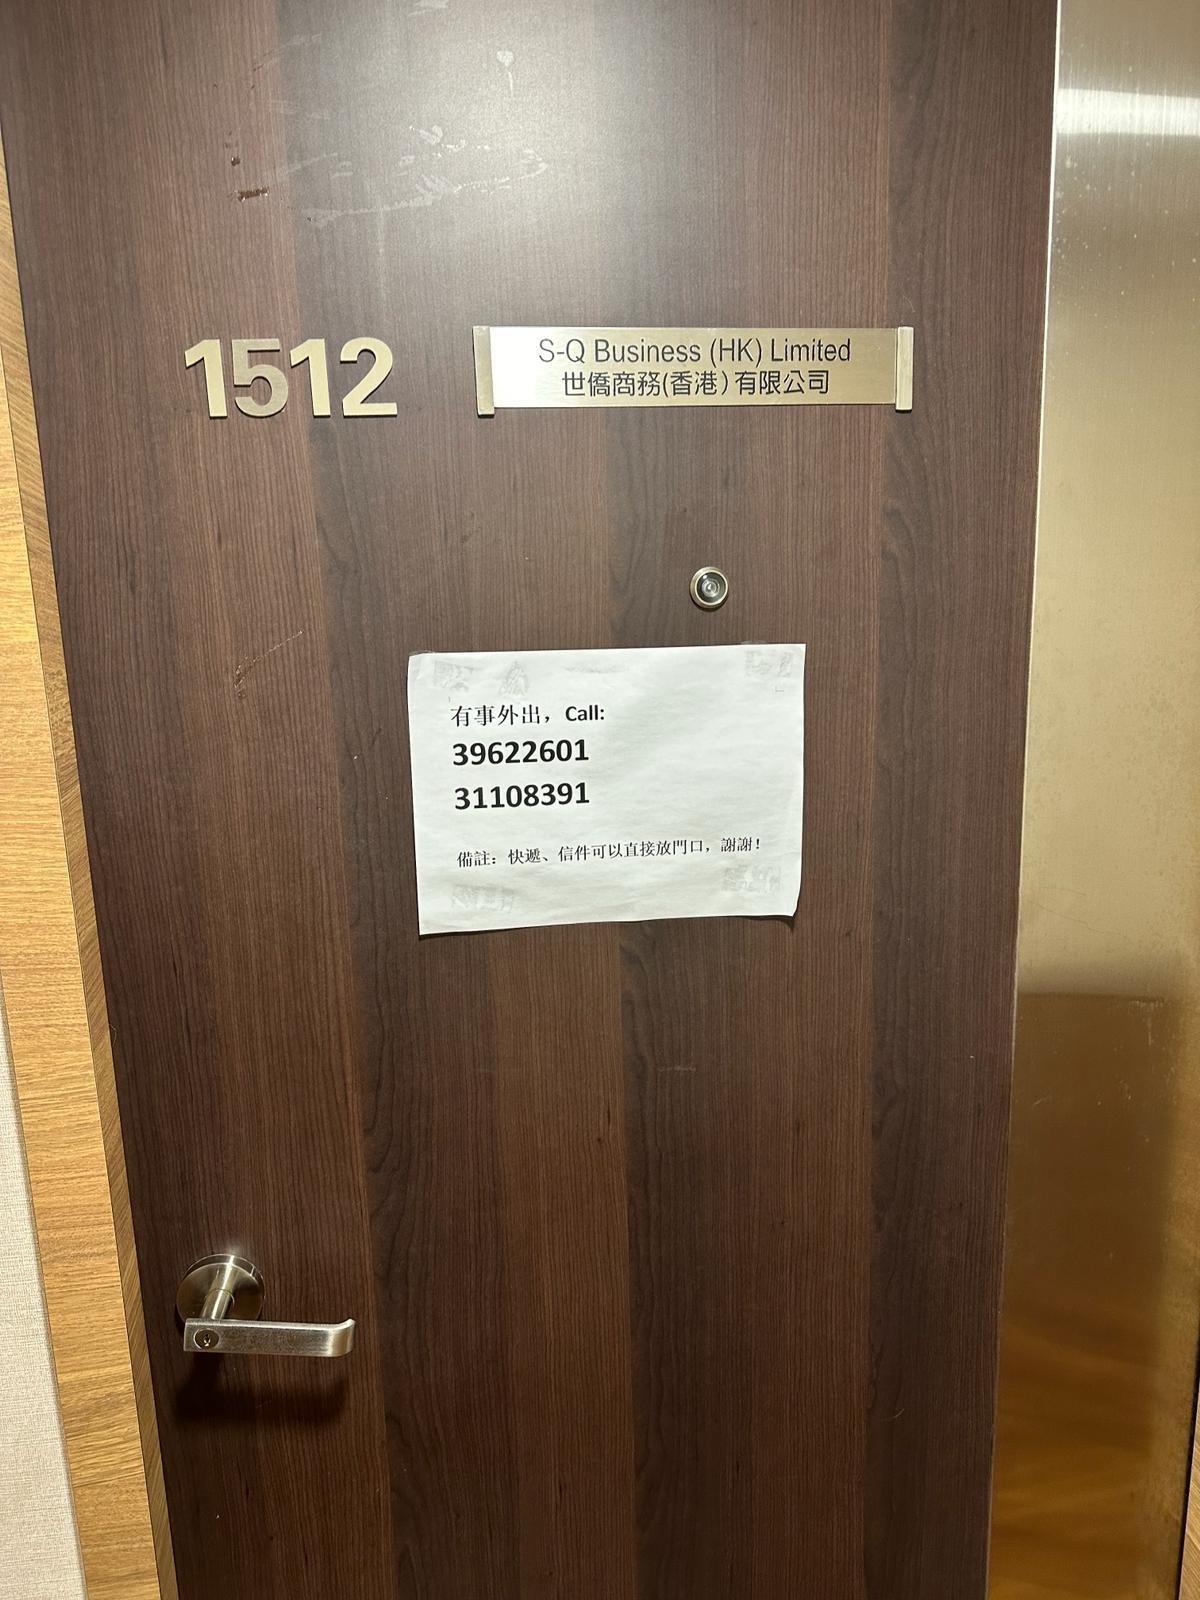 1512
S-Q Business (HK) Limited
世僑商務(香港)有限公司
有事外出，Call:
39622601
31108391
備註：快遞、信件可以直接放門口，謝謝！